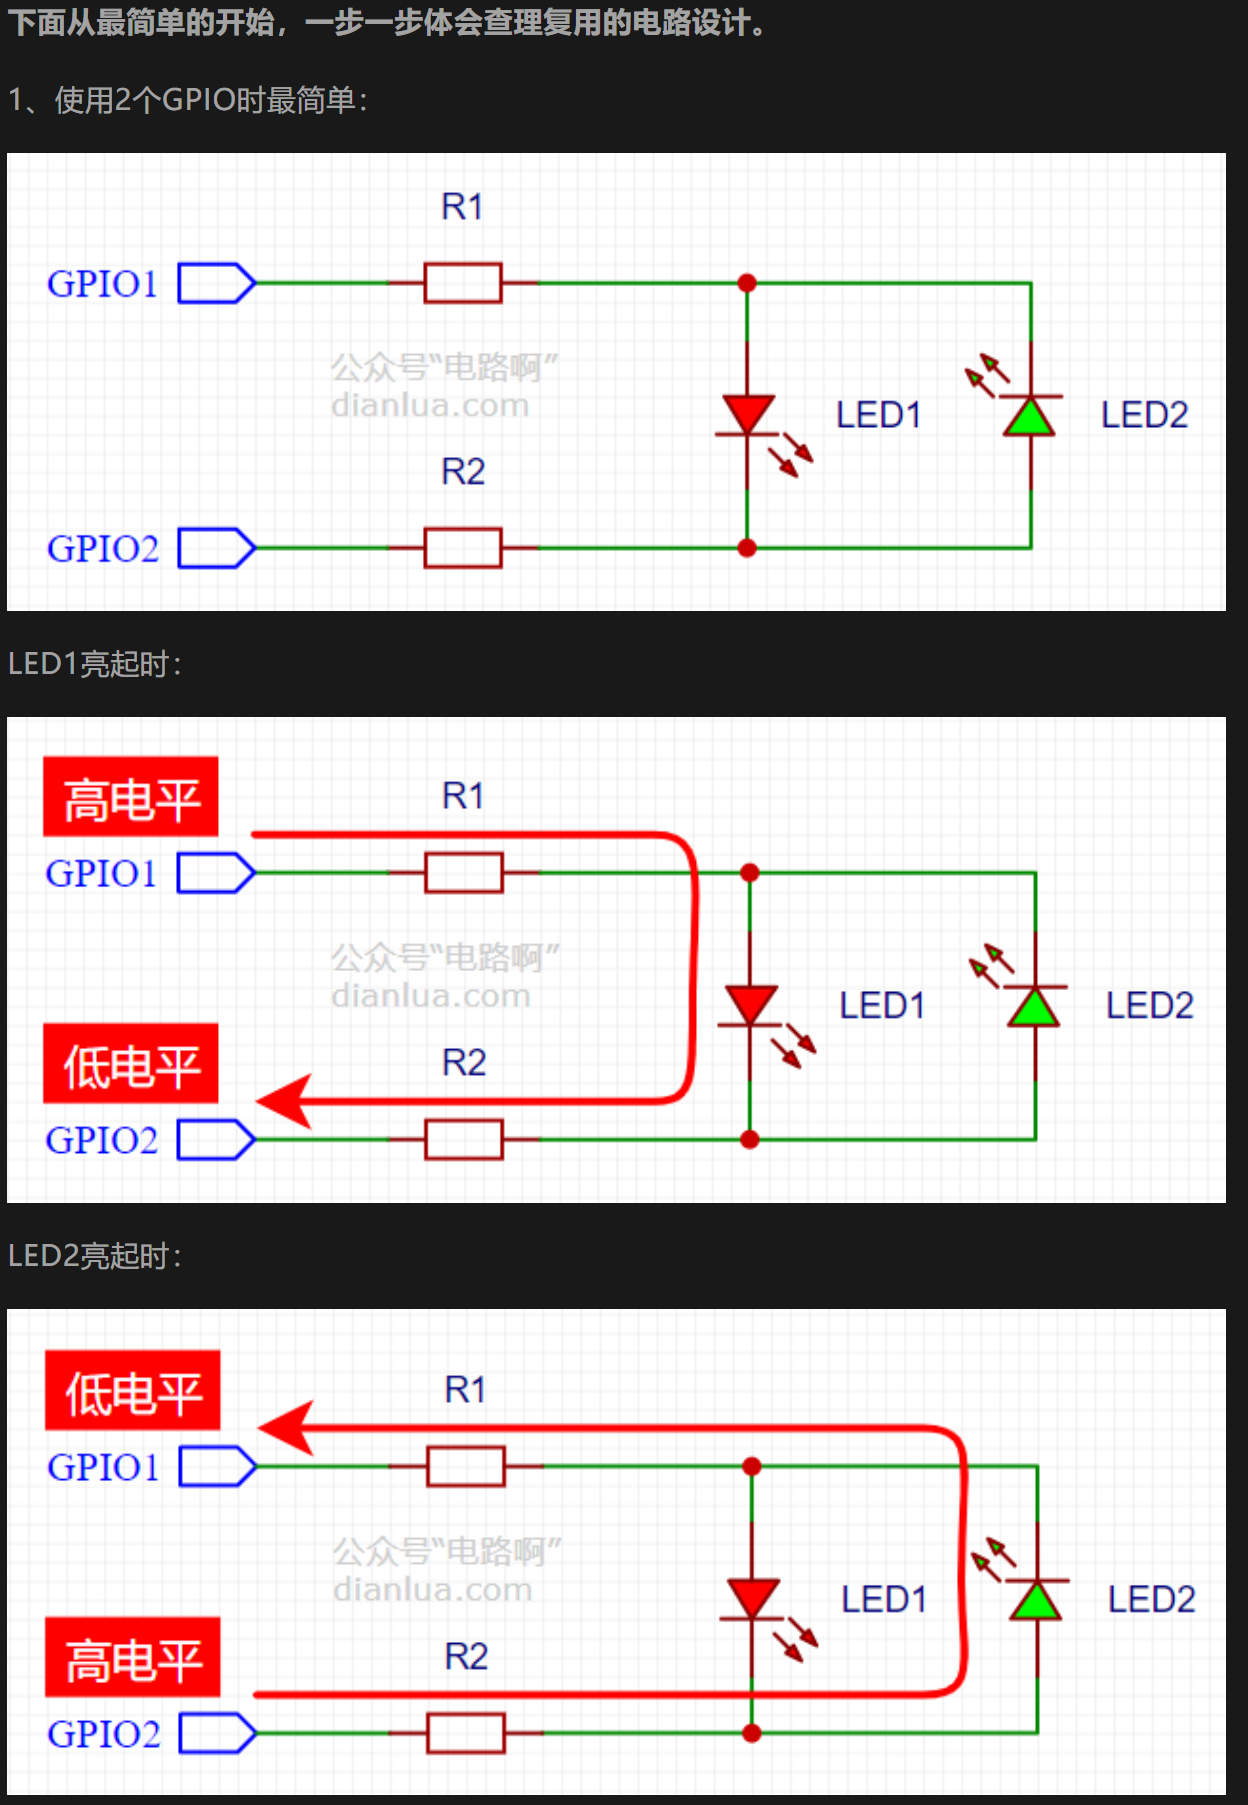 下面从最简单的开始，一步一步体会查理复用的电路设计。
1、使用2个GPIO时最简单：
R1
GPIO1
公众号“电路啊”
dianlua.com
LED1
LED2
R2
GPIO2
LED1亮起时：
高电平
R1
GPIO1
公众号“电路啊”
dianlua.com
LED1
LED2
低电平
R2
GPIO2
LED2亮起时：
低电平
R1
GPIO1
公众号“电路啊”
dianlua.com
LED1
LED2
高电平
R2
GPIO2